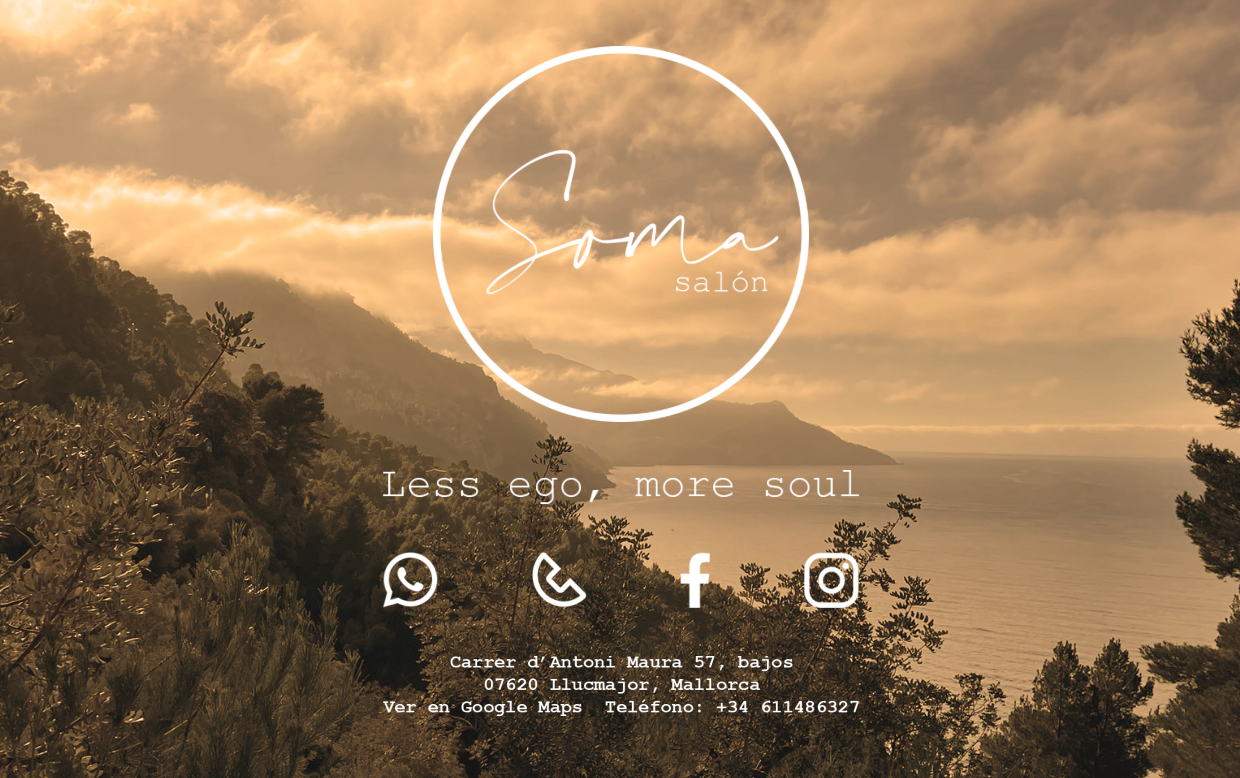 Soma
salón
Less ego, more soul
Carrer d’Antoni Maura 57, bajos
07620 Llucmajor, Mallorca
Ver en Google Maps  Teléfono: +34 611486327